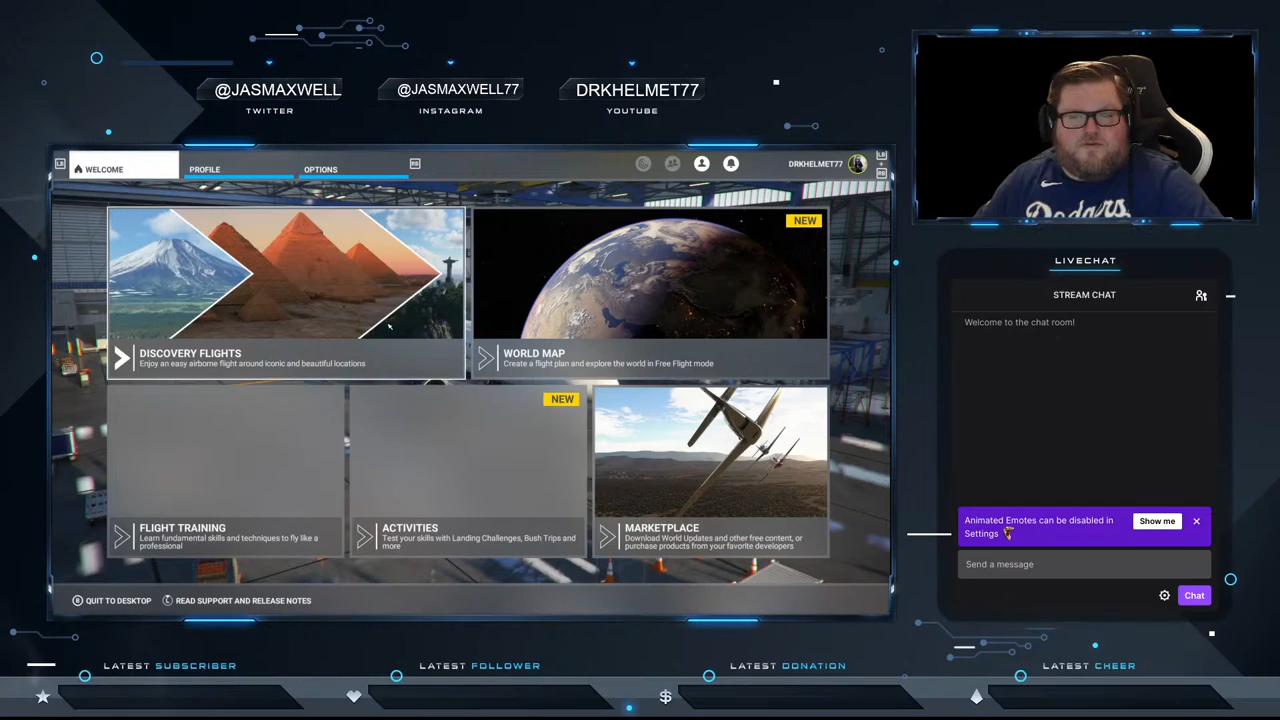 @JASMAXWELL
TWITTER
@JASMAXWELL77
INSTAGRAM
DRKHELMET77
YOUTUBE
LB
WELCOME
PROFILE
OPTIONS
RB
DRKHELMET77
LB
+
RB
DISCOVERY FLIGHTS
Enjoy an easy airborne flight around iconic and beautiful locations
NEW
WORLD MAP
Create a flight plan and explore the world in Free Flight mode
FLIGHT TRAINING
Learn fundamental skills and techniques to fly like a
professional
NEW
ACTIVITIES
Test your skills with Landing Challenges, Bush Trips and
more
MARKETPLACE
Download World Updates and other free content, or
purchase products from your favorite developers
B QUIT TO DESKTOP
READ SUPPORT AND RELEASE NOTES
Dodgers
LIVECHAT
STREAM CHAT
Welcome to the chat room!
Animated Emotes can be disabled in
Settings
Show me
Send a message
Chat
LATEST SUBSCRIBER
LATEST FOLLOWER
LATEST DONATION
LATEST CHEER